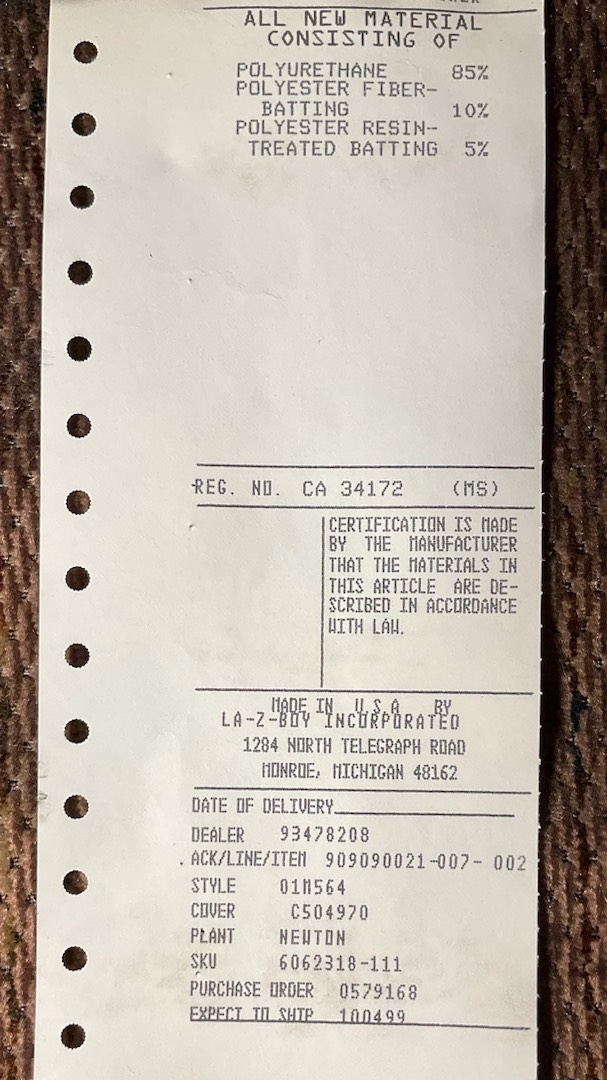 ALL NEW MATERIAL
CONSISTING OF
POLYURETHANE 85%
POLYESTER FIBER-
BATTING 10%
POLYESTER RESIN-
TREATED BATTING 5%
REG. NO. CA 34172 (MS)
CERTIFICATION IS MADE
BY THE MANUFACTURER
THAT THE MATERIALS IN
THIS ARTICLE ARE DE-
SCRIBED IN ACCORDANCE
WITH LAW.
MADE IN U.S.A BY
LA-Z-BOY INCORPORATED
1284 NORTH TELEGRAPH ROAD
MONROE, MICHIGAN 48162
DATE OF DELIVERY
DEALER 93478208
ACK/LINE/ITEM 909090021-007- 002
STYLE 01M564
COVER C504970
PLANT NEWTON
SKU 6062318-111
PURCHASE ORDER 0579168
EXPECT TO SHIP 100499